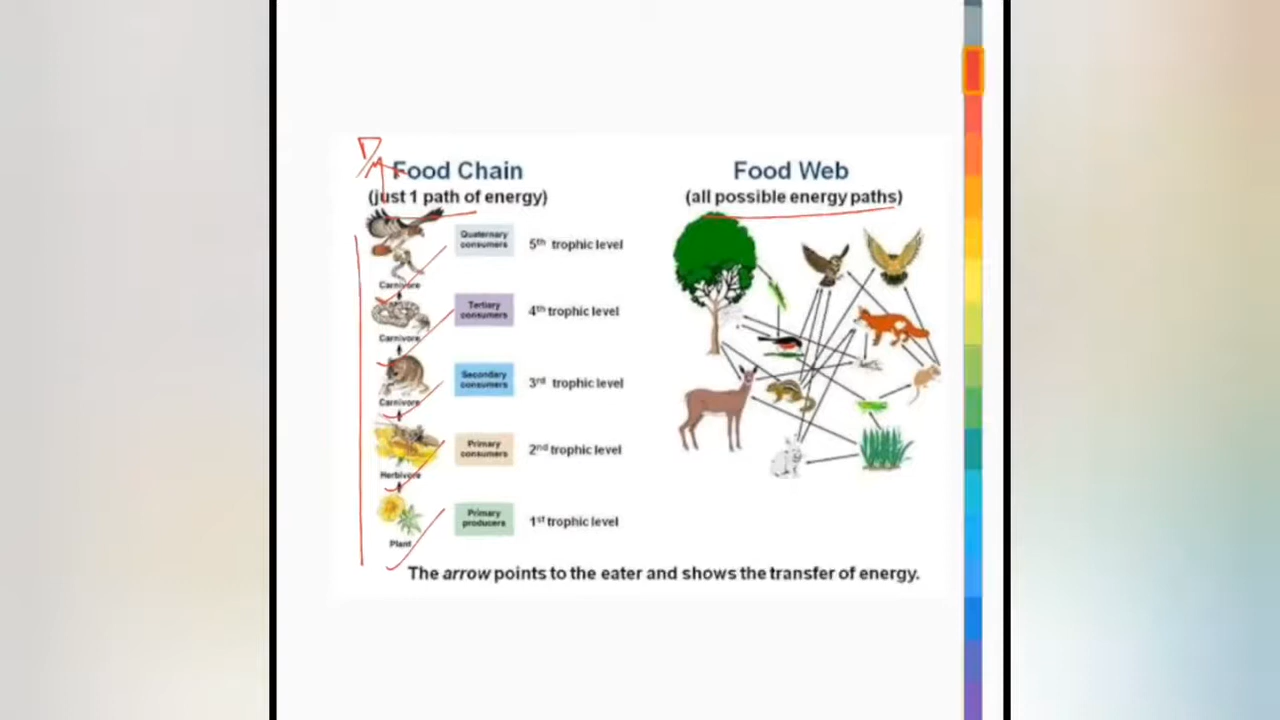 Food Chain
(just 1 path of energy)
Quaternary
consumers
5th trophic level
Carnivore
Tertiary
consumers
4th trophic level
Carnivore
Secondary
consumers
3rd trophic level
Carnivore
Primary
consumers
2nd trophic level
Herbivore
Primary
producers
1st trophic level
Plant
Food Web
(all possible energy paths)
The arrow points to the eater and shows the transfer of energy.